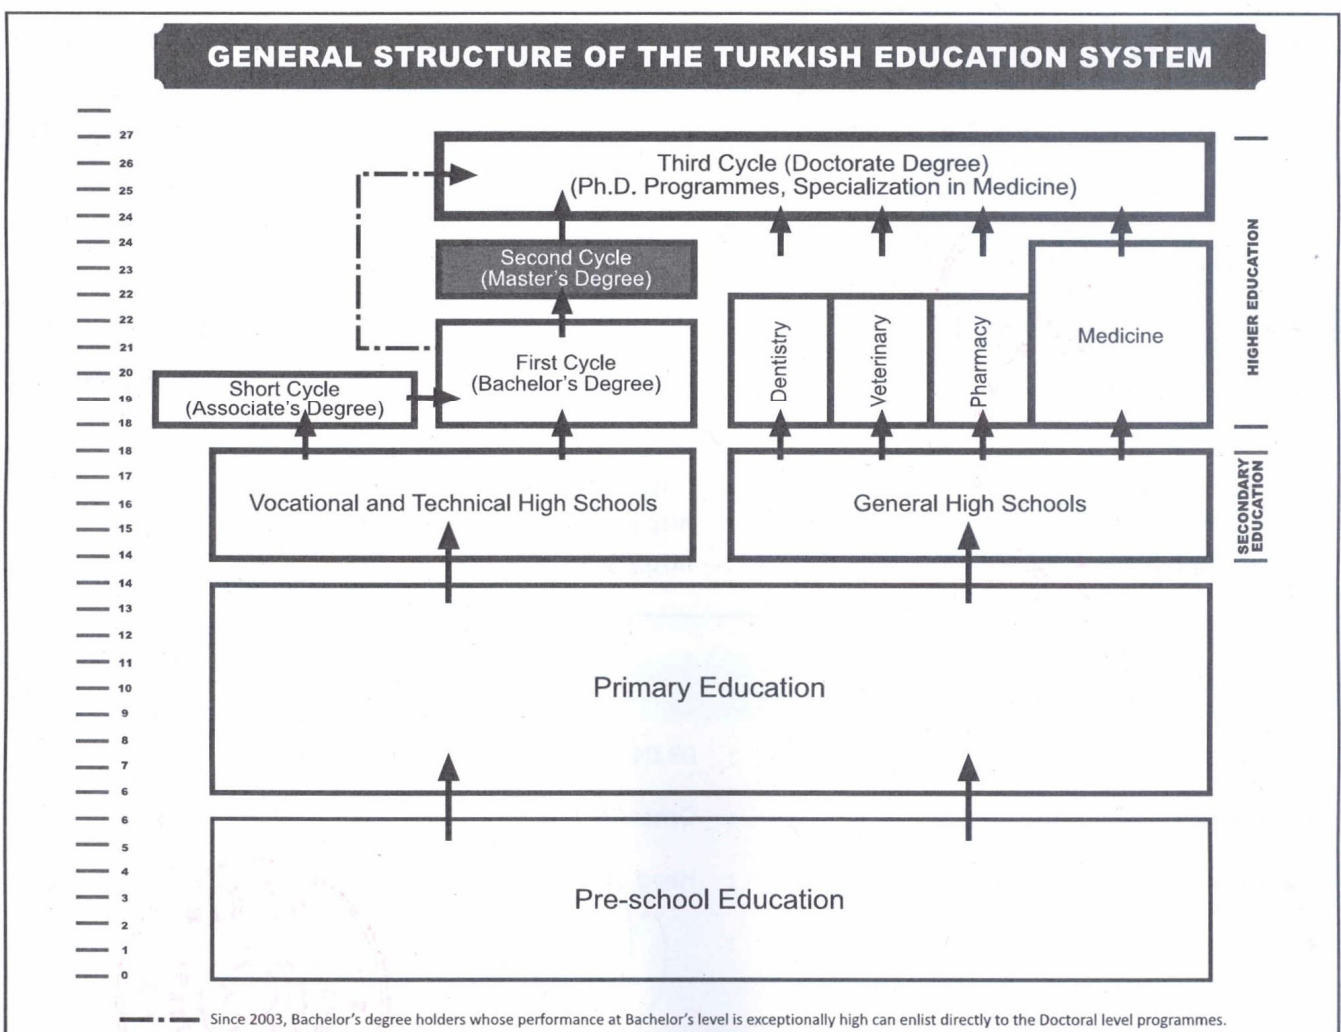 GENERAL STRUCTURE OF THE TURKISH EDUCATION SYSTEM
27
26
25
24
24
23
22
22
21
20
19
18
18
17
16
15
14
14
13
12
11
10
9
8
7
6
6
5
4
3
2
1
0
Third Cycle (Doctorate Degree)
(Ph.D. Programmes, Specialization in Medicine)
Second Cycle
(Master's Degree)
First Cycle
(Bachelor's Degree)
Short Cycle
(Associate's Degree)
Dentistry
Veterinary
Pharmacy
Medicine
HIGHER EDUCATION
Vocational and Technical High Schools
General High Schools
SECONDARY
EDUCATION
Primary Education
Pre-school Education
Since 2003, Bachelor's degree holders whose performance at Bachelor's level is exceptionally high can enlist directly to the Doctoral level programmes.